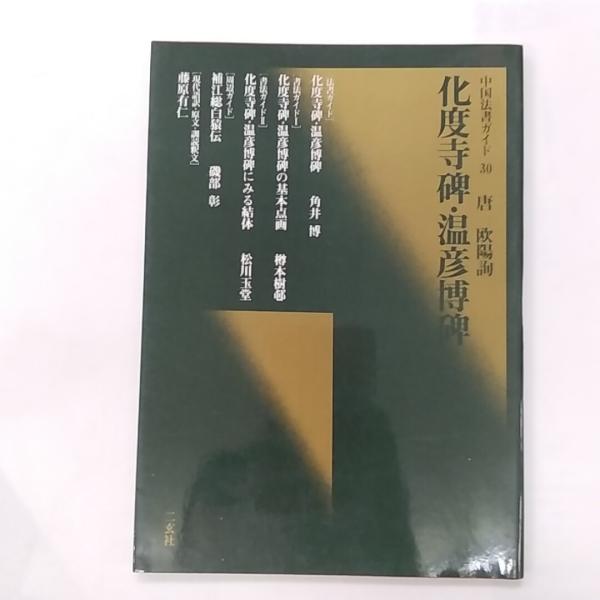 中国法書ガイド 30 唐 欧陽詢
化度寺碑・温彦博碑
[法書ガイド]
化度寺碑・温彦博碑 角井 博
[書法ガイドⅠ]
化度寺碑・温彦博碑の基本点画 樽本樹邨
[書法ガイドⅡ]
化度寺碑・温彦博碑にみる結体 松川玉堂
[周辺ガイド]
補江総白猿伝 磯部 彰
[現代語訳・原文・訓読釈文]
藤原有仁
二玄社